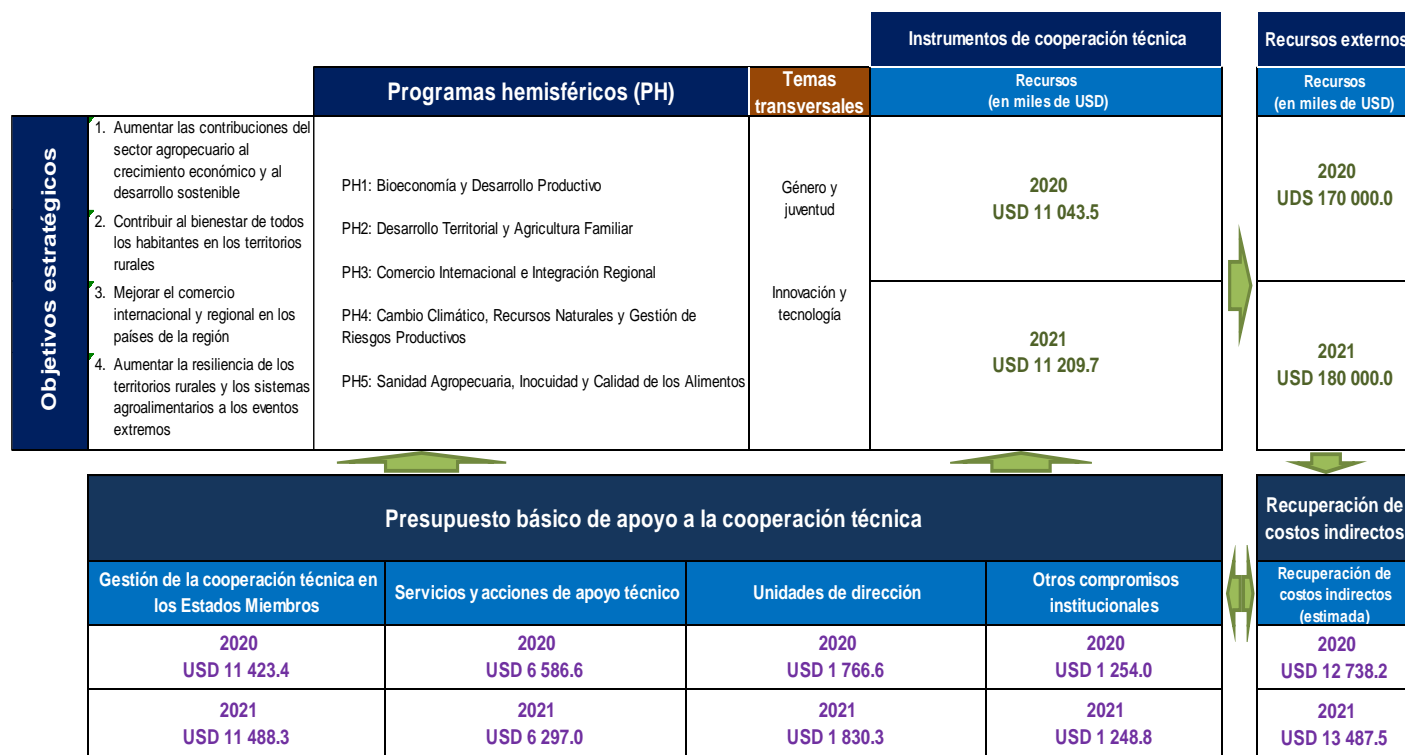 Instrumentos de cooperación técnica
Recursos externos
Programas hemisféricos (PH)
Temas
transversales
Recursos
(en miles de USD)
Recursos
(en miles de USD)
Objetivos estratégicos
1. Aumentar las contribuciones del
sector agropecuario al
crecimiento económico y al
desarrollo sostenible
2. Contribuir al bienestar de todos
los habitantes en los territorios
rurales
3. Mejorar el comercio
internacional y regional en los
países de la región
4. Aumentar la resiliencia de los
territorios rurales y los sistemas
agroalimentarios a los eventos
extremos
PH1: Bioeconomía y Desarrollo Productivo
PH2: Desarrollo Territorial y Agricultura Familiar
PH3: Comercio Internacional e Integración Regional
PH4: Cambio Climático, Recursos Naturales y Gestión de
Riesgos Productivos
PH5: Sanidad Agropecuaria, Inocuidad y Calidad de los Alimentos
Género y
juventud
Innovación y
tecnología
2020
USD 11 043.5
2021
USD 11 209.7
2020
UDS 170 000.0
2021
USD 180 000.0
Presupuesto básico de apoyo a la cooperación técnica
Recuperación de
costos indirectos
Gestión de la cooperación técnica en
los Estados Miembros
Servicios y acciones de apoyo técnico
Unidades de dirección
Otros compromisos
institucionales
Recuperación de
costos indirectos
(estimada)
2020
USD 11 423.4
2020
USD 6 586.6
2020
USD 1 766.6
2020
USD 1 254.0
2020
USD 12 738.2
2021
USD 11 488.3
2021
USD 6 297.0
2021
USD 1 830.3
2021
USD 1 248.8
2021
USD 13 487.5